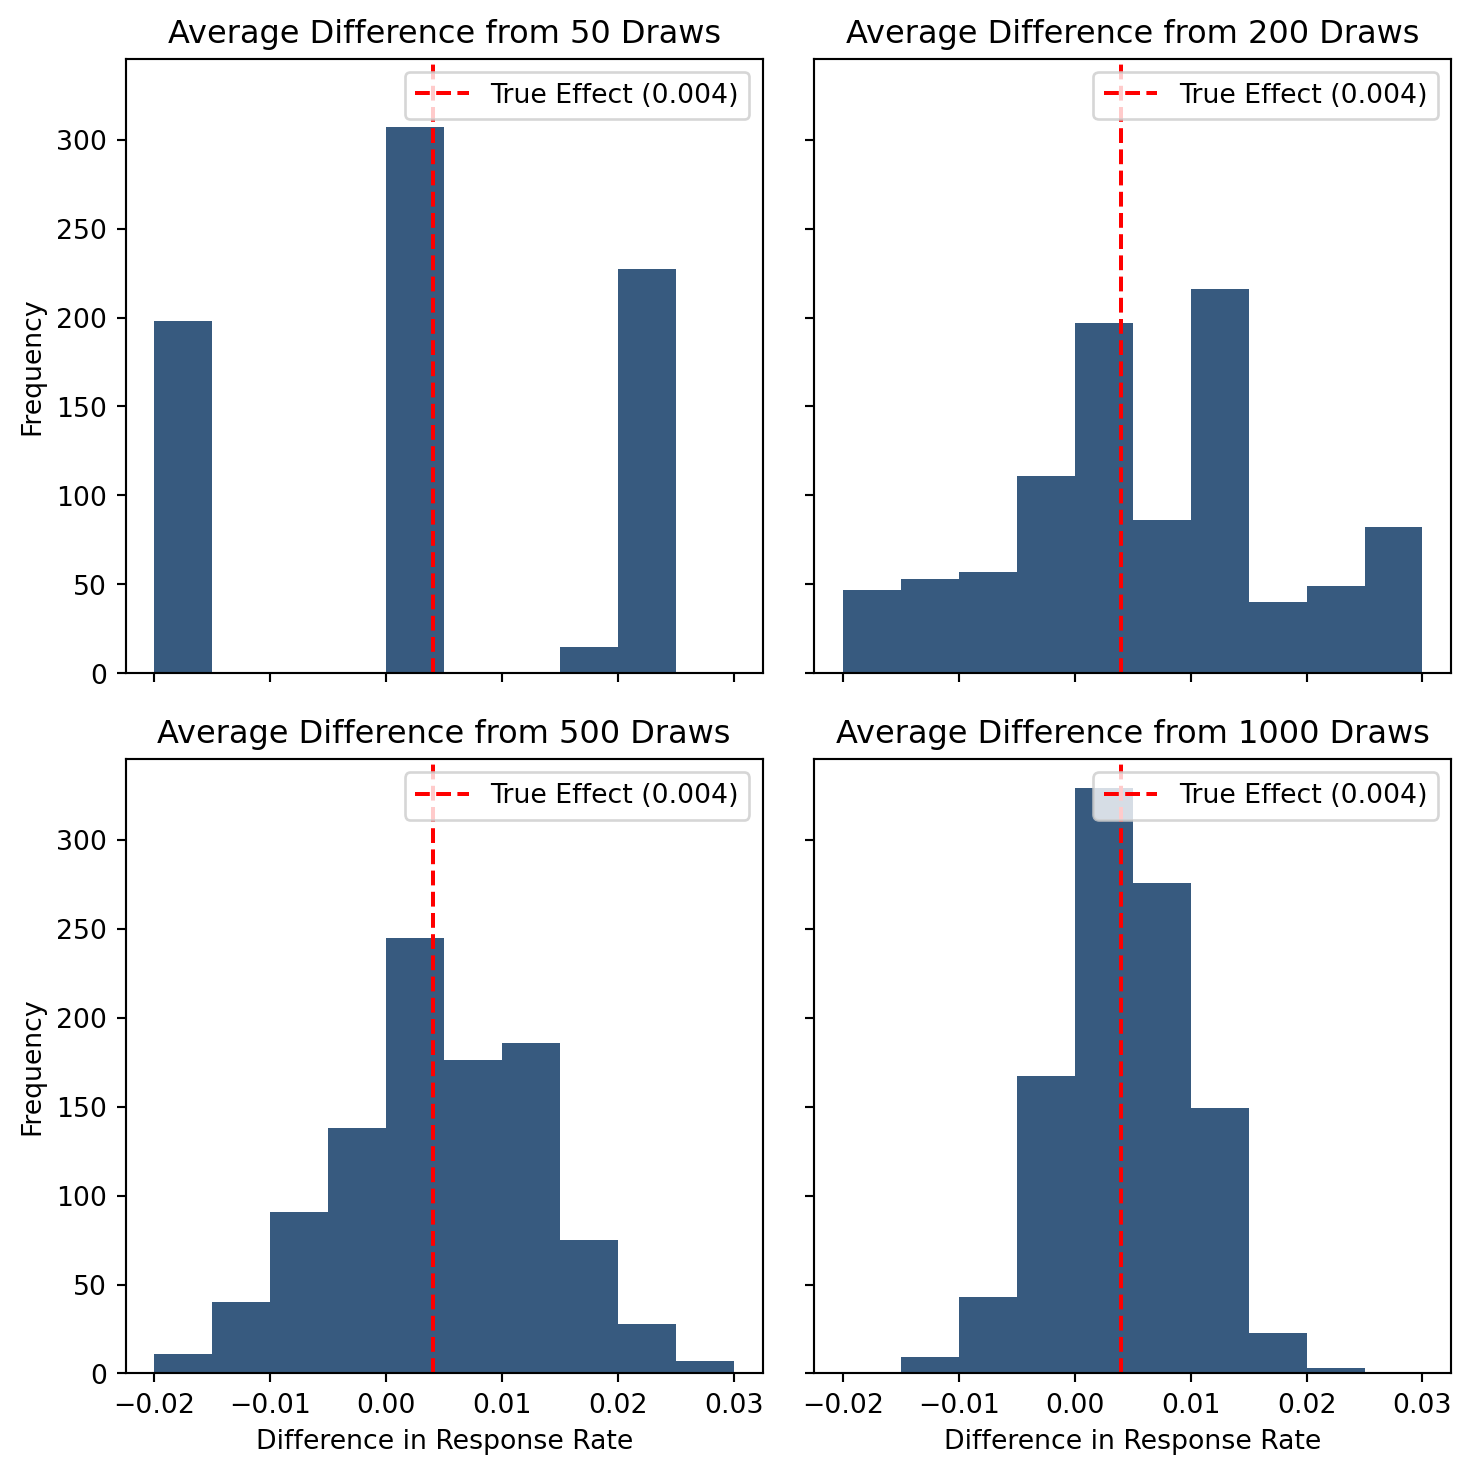 Average Difference from 50 Draws
Average Difference from 200 Draws
True Effect (0.004)
True Effect (0.004)
300
250
200
150
100
50
0
Frequency
Average Difference from 500 Draws
Average Difference from 1000 Draws
True Effect (0.004)
True Effect (0.004)
300
250
200
150
100
50
0
Frequency
−0.02 −0.01 0.00 0.01 0.02 0.03
−0.02 −0.01 0.00 0.01 0.02 0.03
Difference in Response Rate
Difference in Response Rate